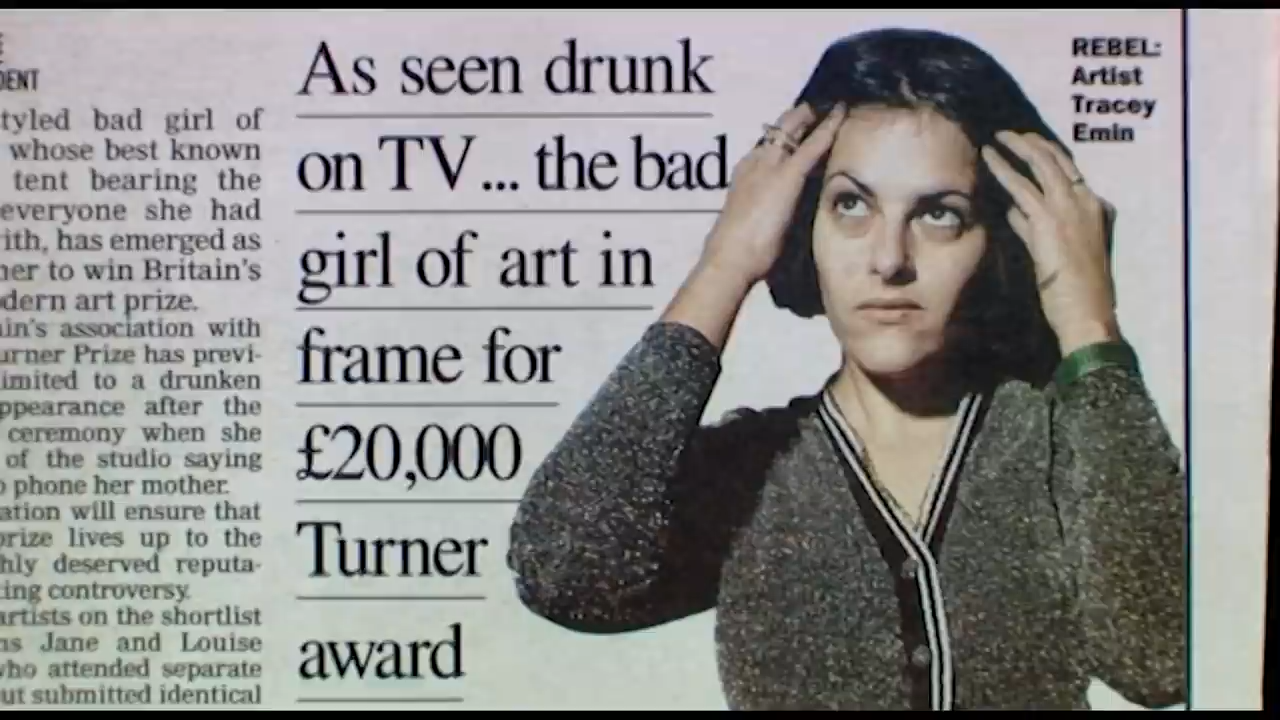 DENT
tyled bad girl of
whose best known
tent bearing the
everyone she had
ith, has emerged as
ner to win Britain's
dern art prize.
in's association with
urner Prize has previ-
imited to a drunken
ppearance after the
ceremony when she
of the studio saying
o phone her mother.
ation will ensure that
prize lives up to the
hly deserved reputa-
ting controversy.
artists on the shortlist
ns Jane and Louise
who attended separate
ut submitted identical
As seen drunk
on TV... the bad
girl of art in
frame for
£20,000
Turner
award
REBEL:
Artist
Tracey
Emin